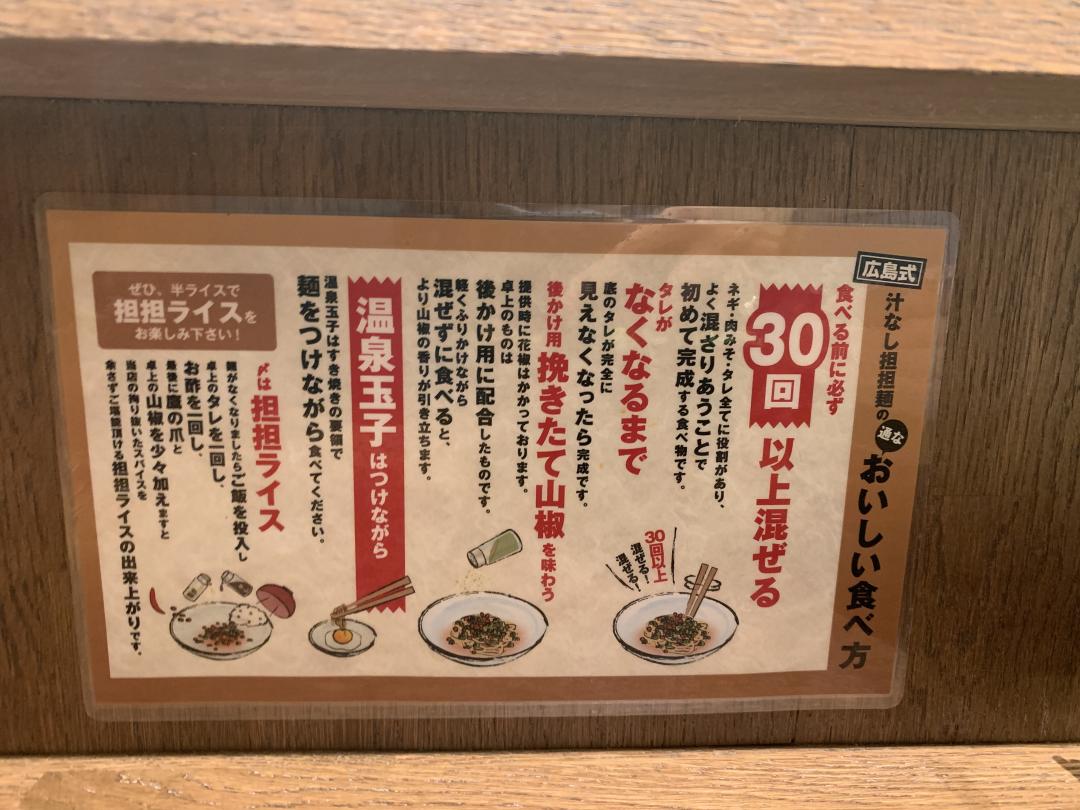 広島式
汁なし担担麺の通なおいしい食べ方
食べる前に必ず
30回以上混ぜる
ネギ・肉みそ・タレ全てに役割があり、
よく混ざりあうことで
初めて完成する食べ物です。
タレが
なくなるまで
底のタレが完全に
見えなくなったら完成です。
30回以上
混ぜる!
混ぜる!
後かけ用挽きたて山椒を味わう
提供時に花椒はかかっております。
卓上のものは
後かけ用に配合したものです。
軽くふりかけながら
混ぜずに食べると、
より山椒の香りが引き立ちます。
温泉玉子はつけながら
温泉玉子はすき焼きの要領で
麺をつけながら食べてください。
ぜひ、半ライスで
担担ライスを
お楽しみ下さい!
〆は担担ライス
麺がなくなりましたらご飯を投入し
卓上のタレを一回し、
お酢を一回し、
最後に鷹の爪と
卓上の山椒を少々加えますと
当店の拘り抜いたスパイスを
余さずご堪能頂ける担担ライスの出来上がりです。